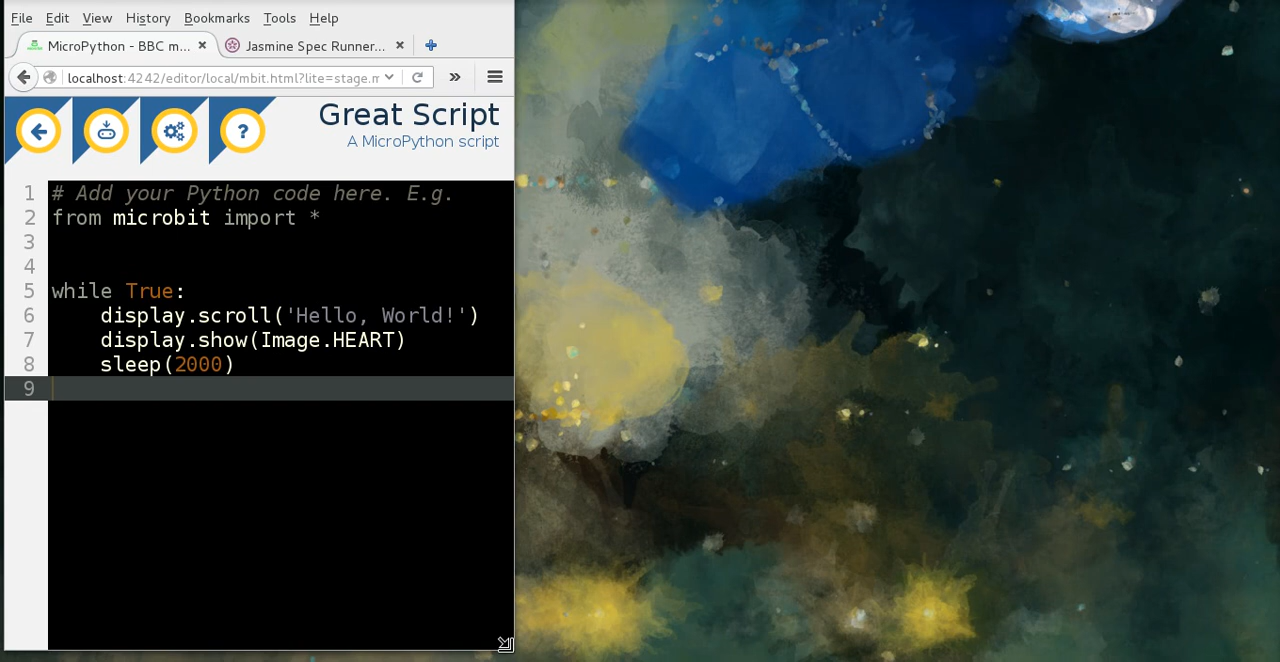 File Edit View History Bookmarks Tools Help
MicroPython - BBC m... Jasmine Spec Runner...
localhost:4242/editor/local/mbit.html?lite=stage.m
?
Great Script
A MicroPython script
1 # Add your Python code here. E.g.
2 from microbit import *
3
4
5 while True:
6     display.scroll('Hello, World!')
7     display.show(Image.HEART)
8     sleep(2000)
9